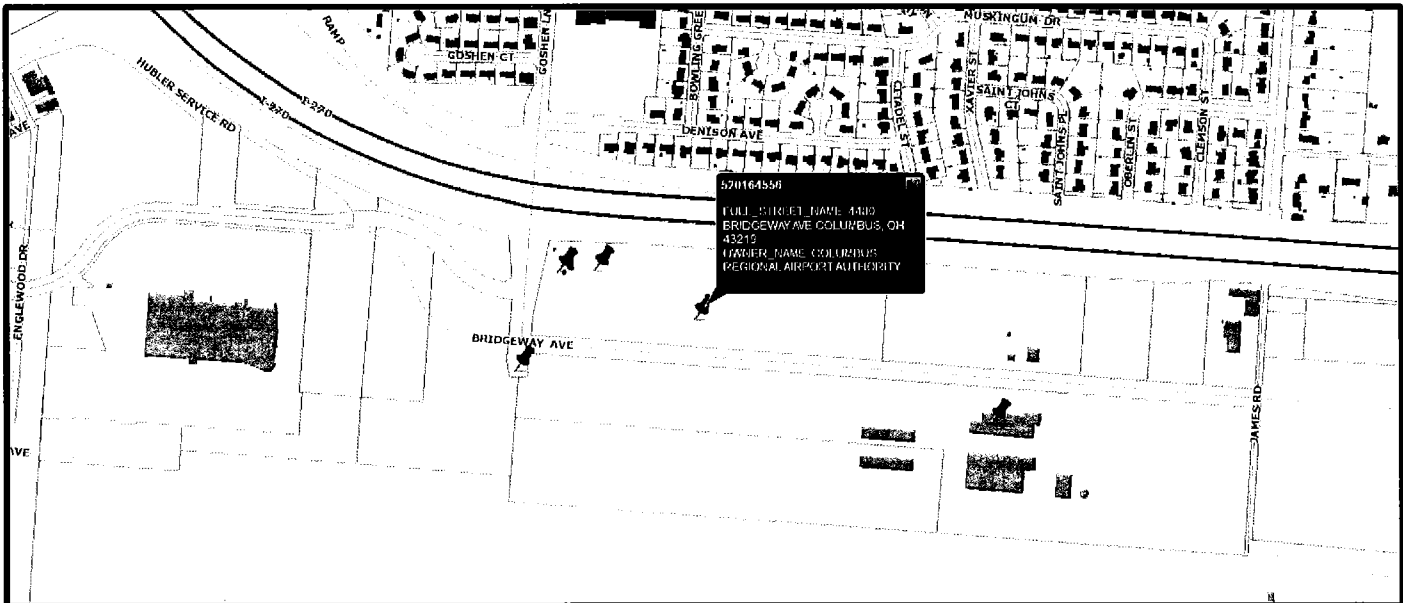 RAMP
MUSKINGUM DR
GOSHEN CT
GOSHEN LN
HUBLER SERVICE RD
I-270
I-270
BOWLING GREE
DENISON AVE
CITADEL ST
XAVIER ST
SAINT JOHNS
CT
SAINT JOHNS PL
OBERLIN ST
CLEMSON ST
AVE
520164556
FULL_STREET_NAME 4480
BRIDGEWAY AVE COLUMBUS, OH
43219
OWNER_NAME COLUMBUS
REGIONAL AIRPORT AUTHORITY
ENGLEWOOD DR
BRIDGEWAY AVE
JAMES RD
AVE